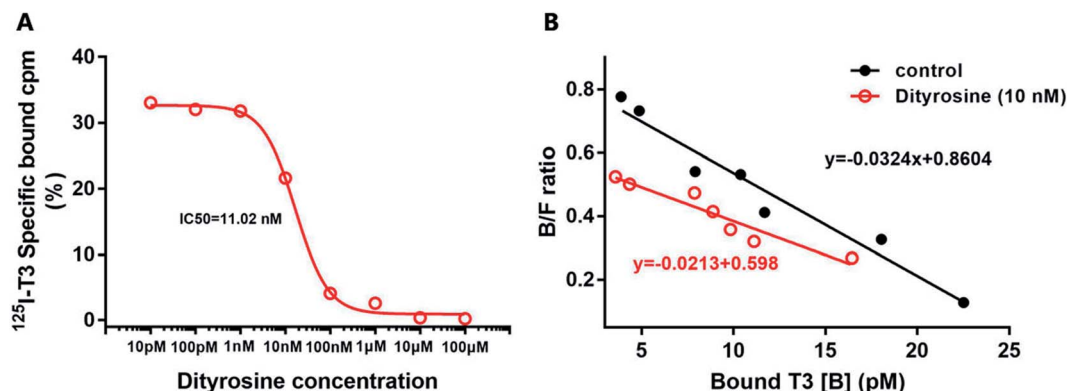 A
¹²⁵I-T3 Specific bound cpm
(%)
40
30
20
10
0
IC50=11.02 nM
10pM 100pM 1nM 10nM 100nM 1µM 10µM 100µM
Dityrosine concentration
B
B/F ratio
0.8
0.6
0.4
0.2
control
Dityrosine (10 nM)
y=-0.0324x+0.8604
y=-0.0213+0.598
5 10 15 20 25
Bound T3 [B] (pM)